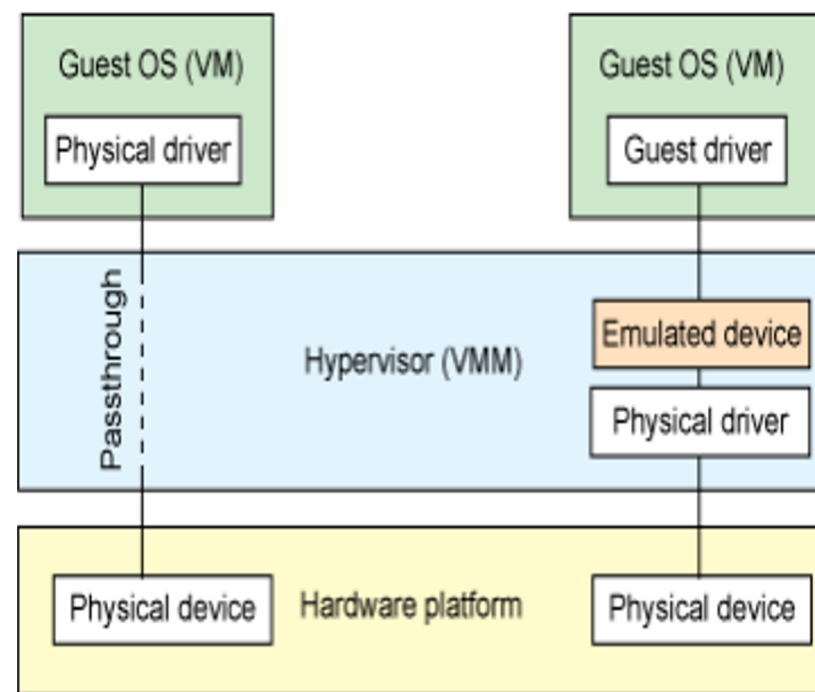 Guest OS (VM)
Physical driver
Guest OS (VM)
Guest driver
Passthrough
Hypervisor (VMM)
Emulated device
Physical driver
Physical device
Hardware platform
Physical device